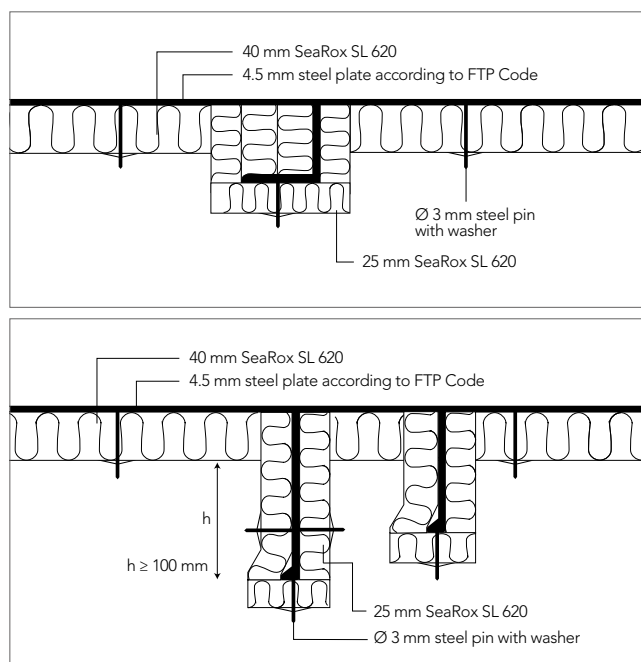 40 mm SeaRox SL 620
4.5 mm steel plate according to FTP Code
Ø 3 mm steel pin
with washer
25 mm SeaRox SL 620
40 mm SeaRox SL 620
4.5 mm steel plate according to FTP Code
h
h ≥ 100 mm
25 mm SeaRox SL 620
Ø 3 mm steel pin with washer